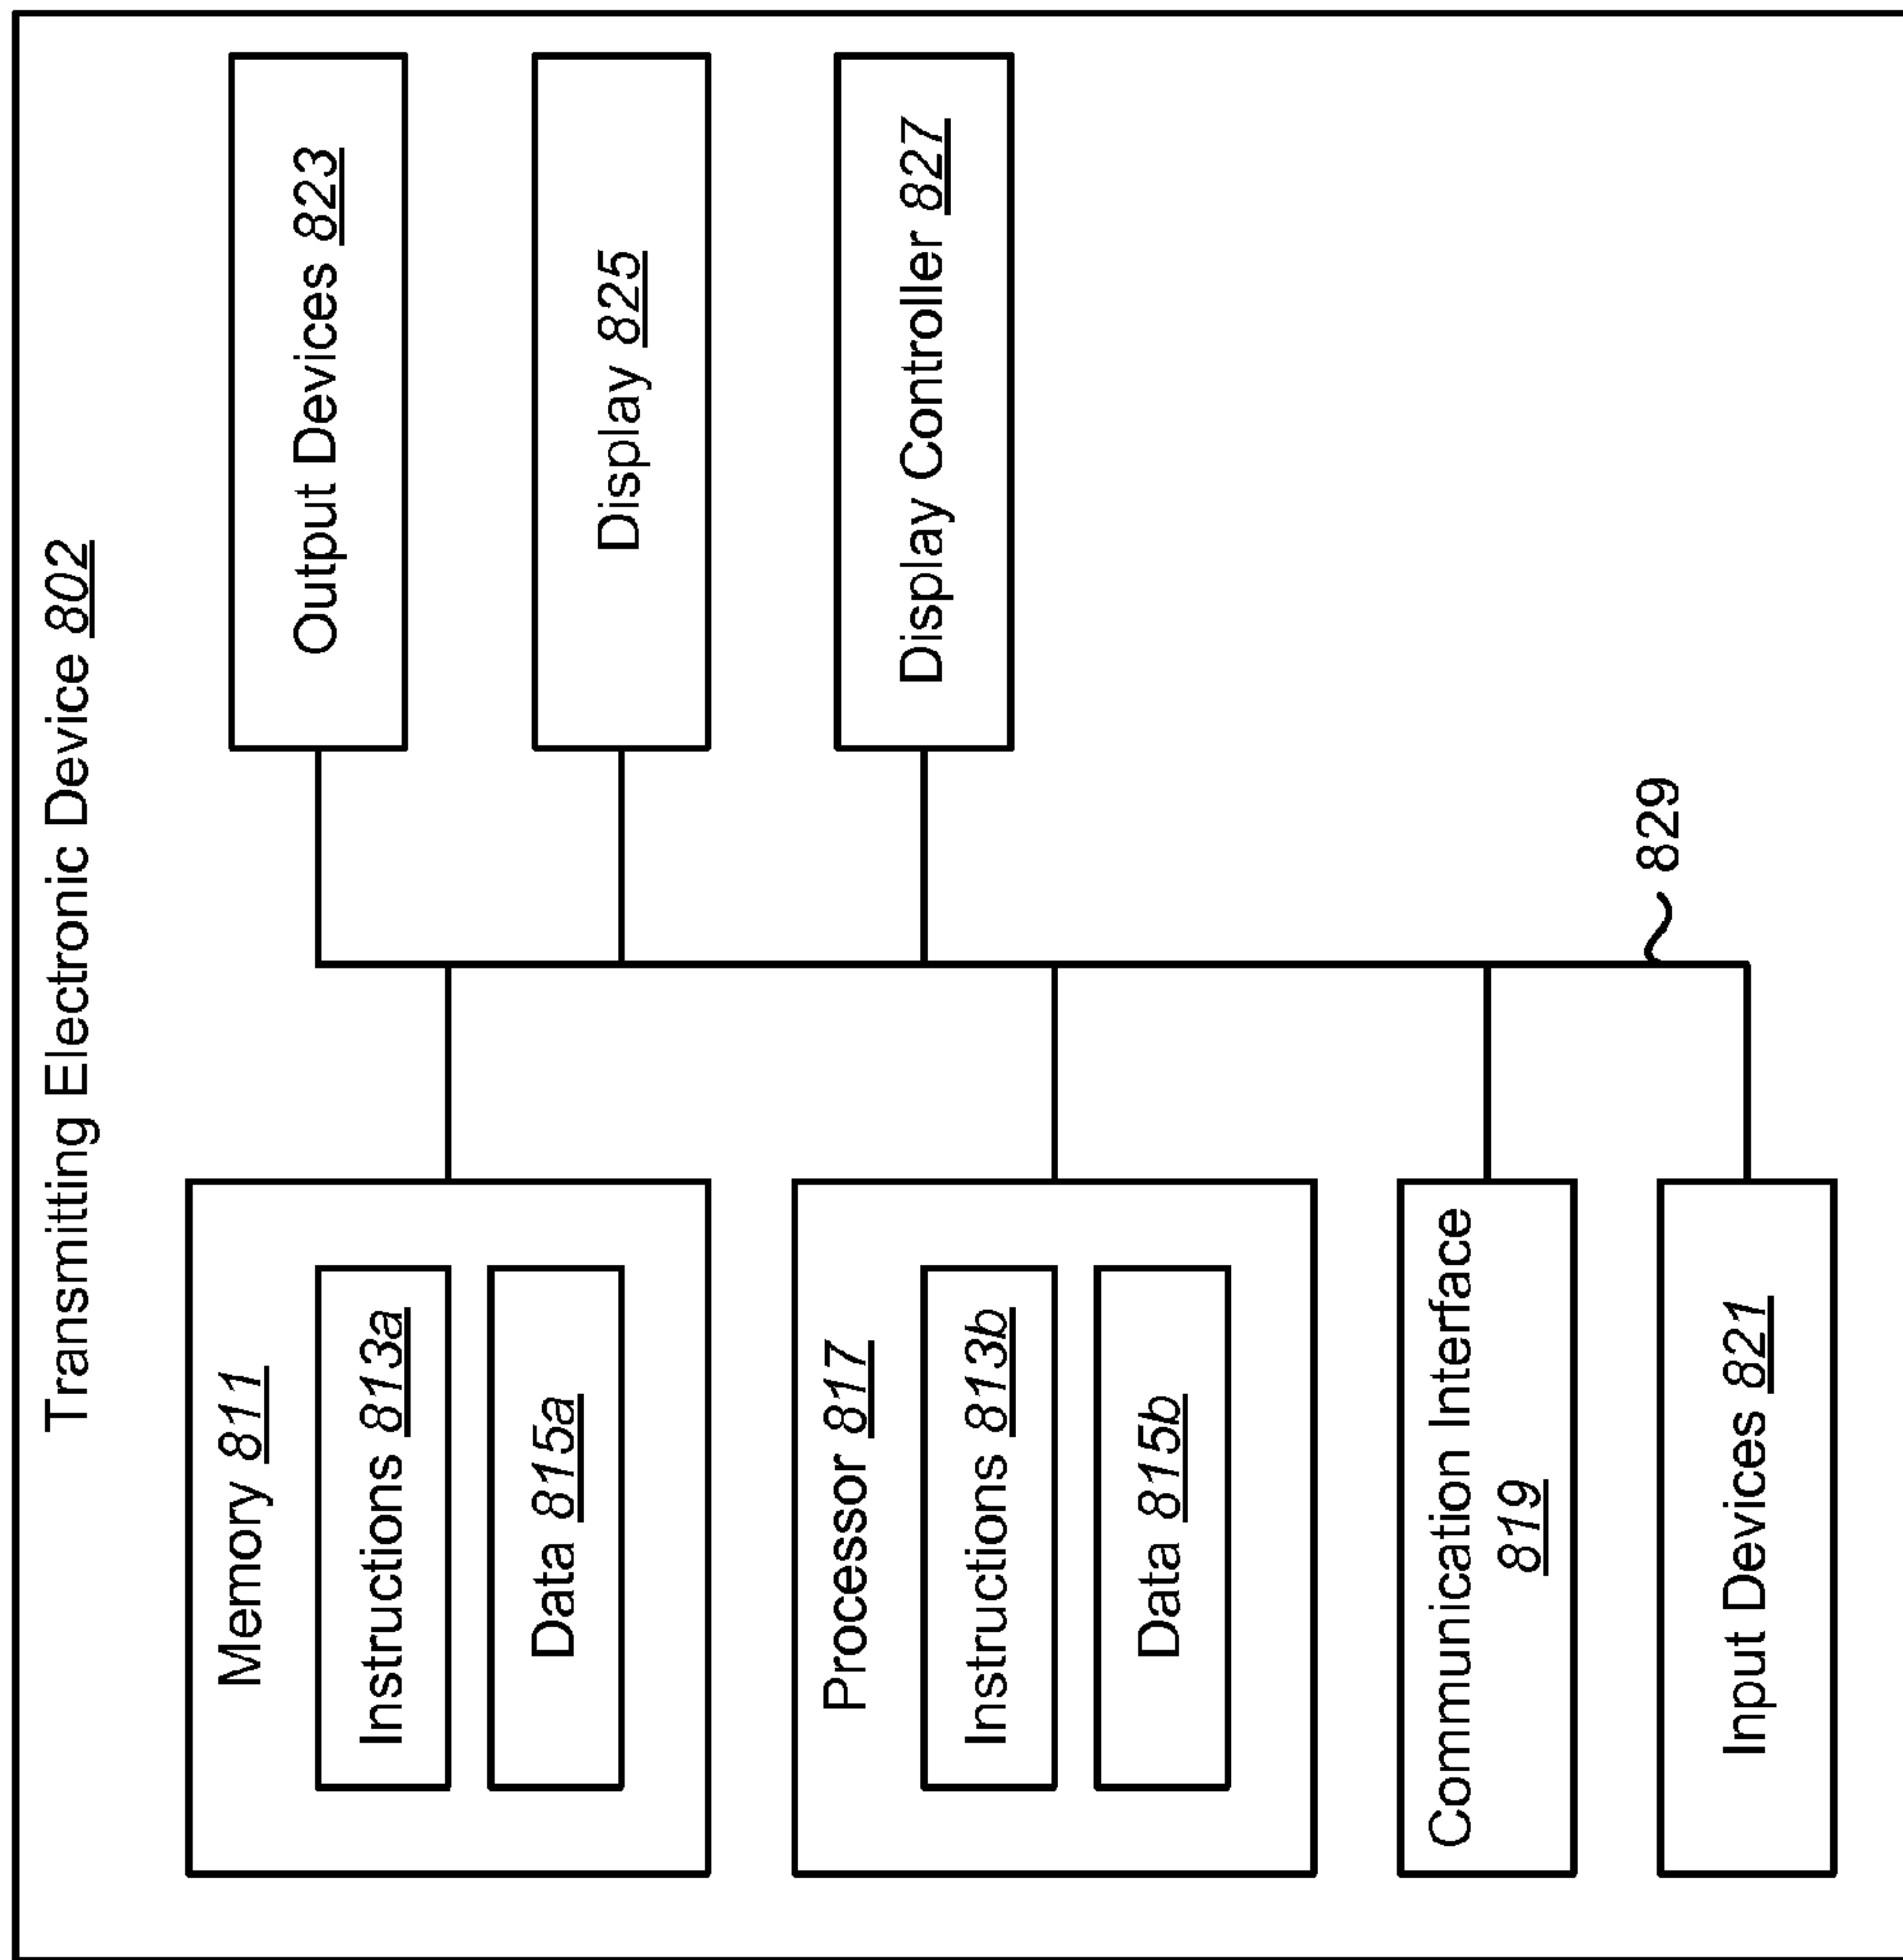 Transmitting Electronic Device 802
Memory 811
Instructions 813a
Data 815a
Processor 817
Instructions 813b
Data 815b
Communication Interface
819
Input Devices 821
Output Devices 823
Display 825
Display Controller 827
829